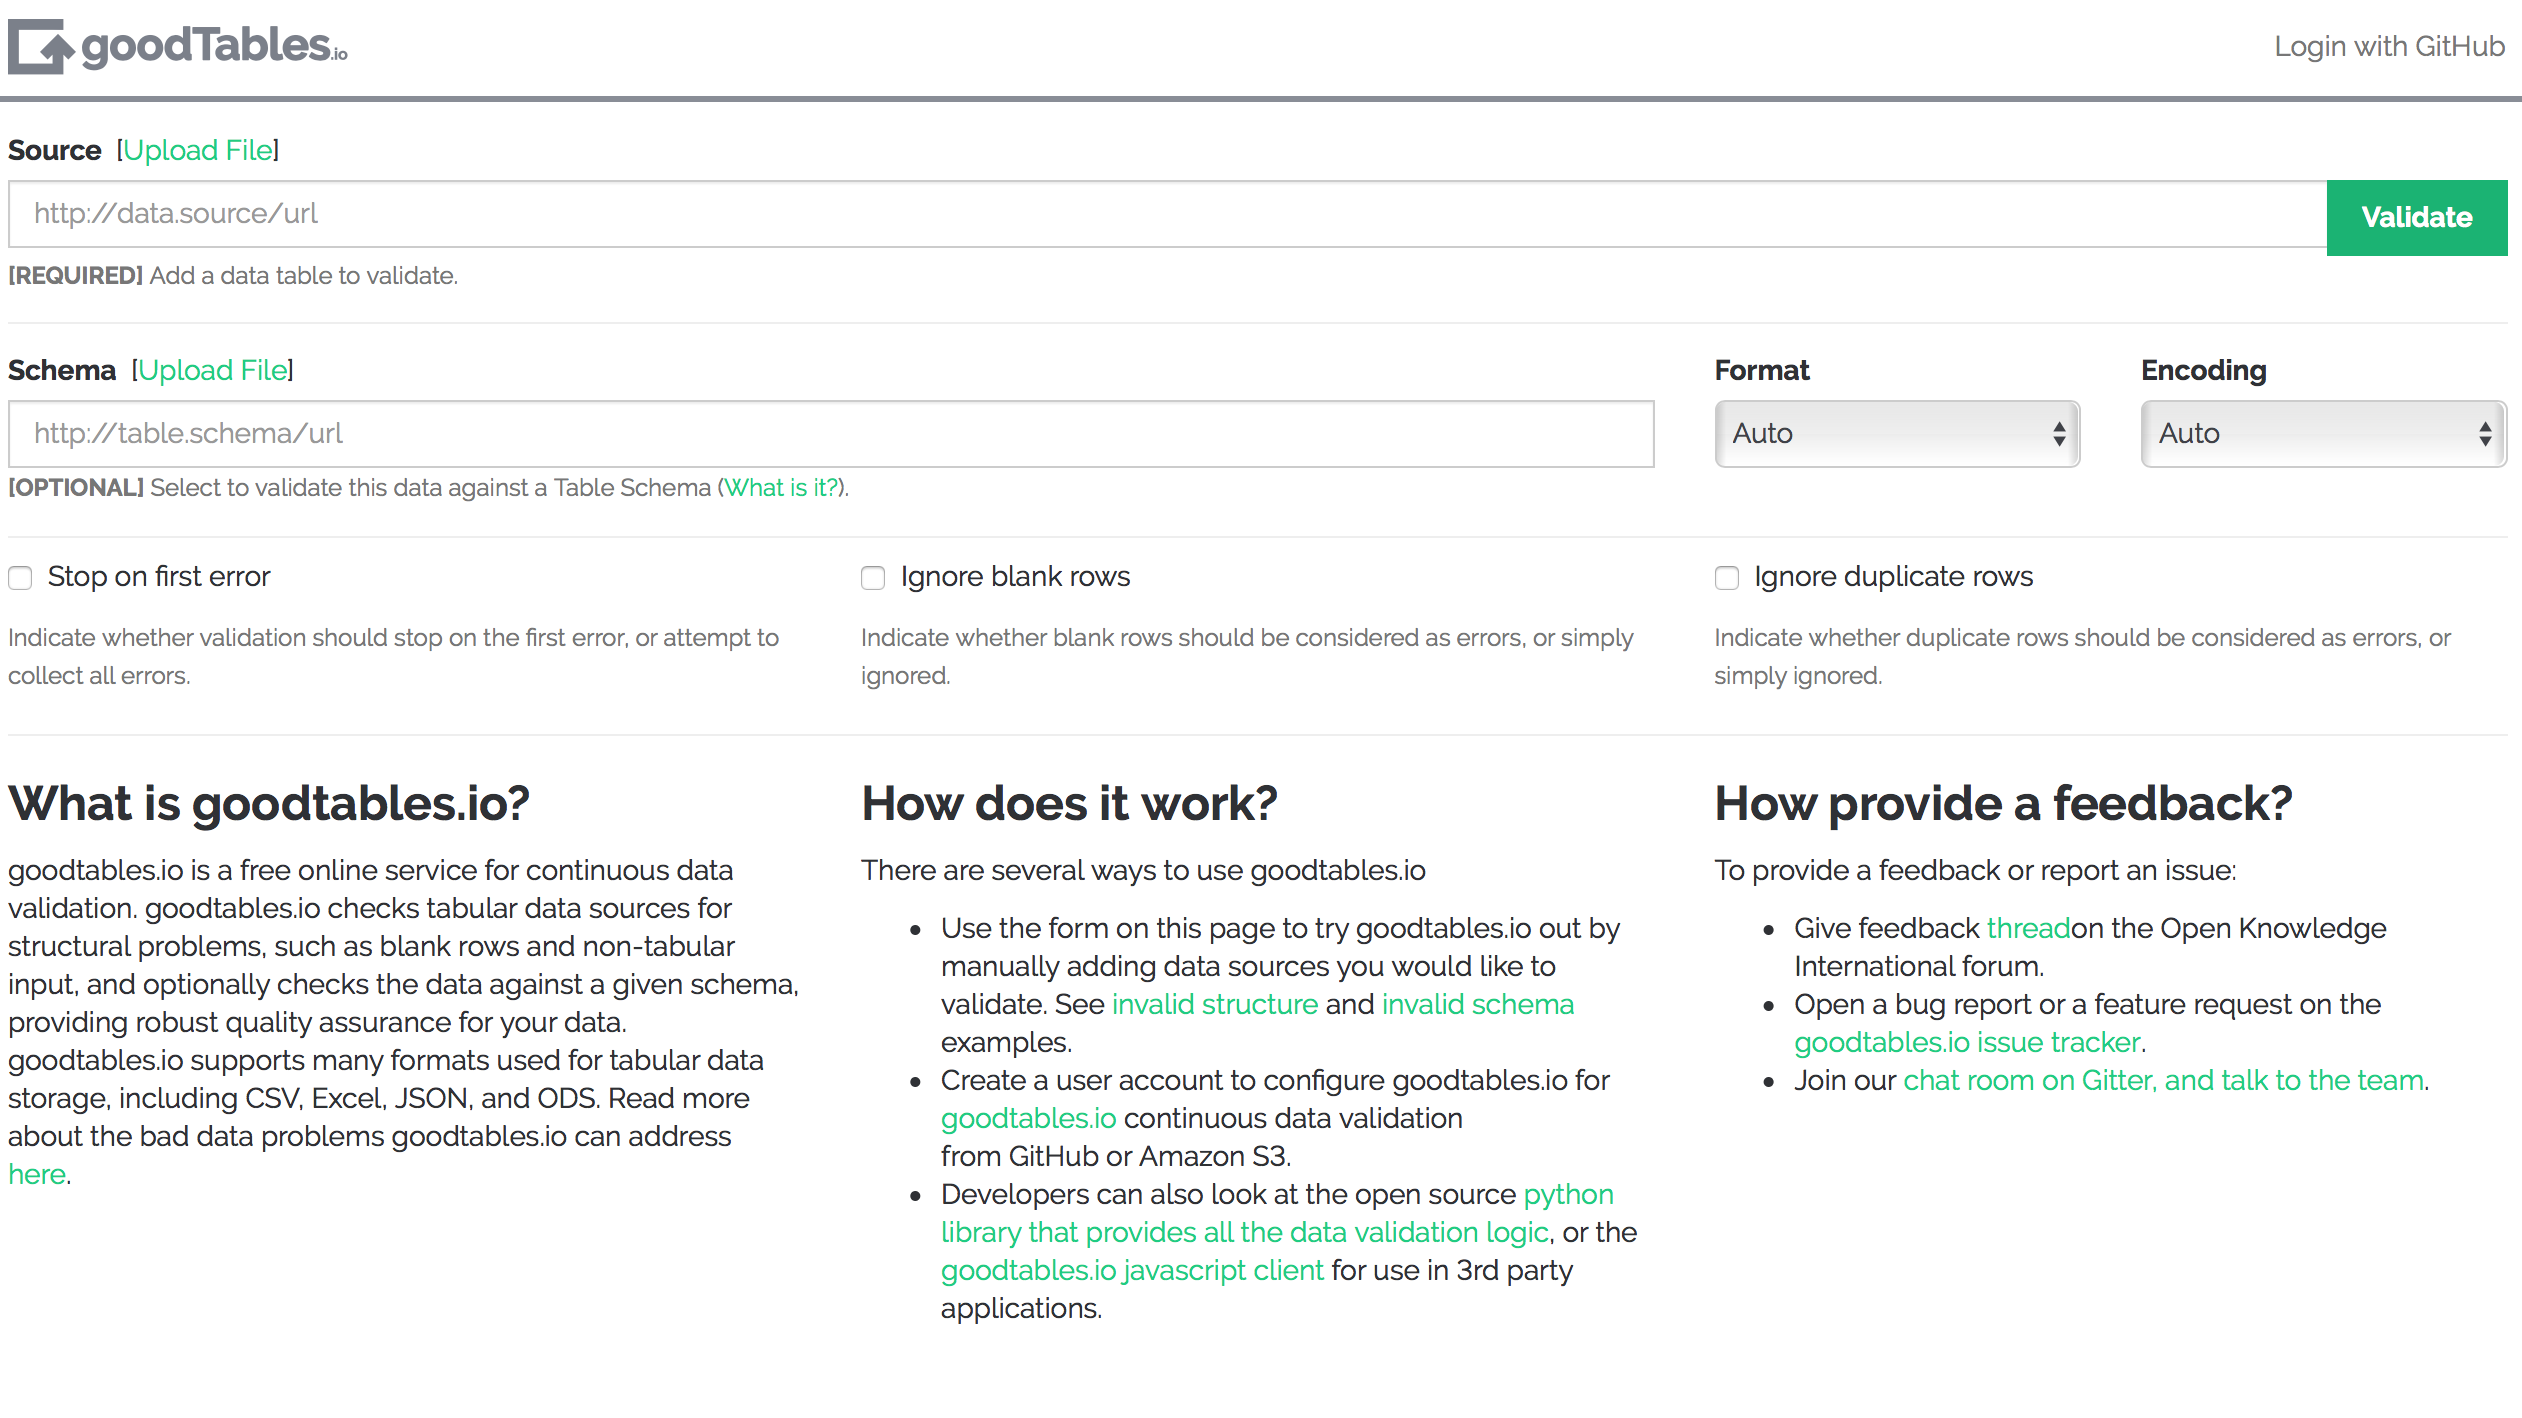 goodTables.io
Login with GitHub
Source [Upload File]
http://data.source/url
Validate
[REQUIRED] Add a data table to validate.
Schema [Upload File]
Format
Encoding
http://table.schema/url
Auto
Auto
[OPTIONAL] Select to validate this data against a Table Schema (What is it?).
Stop on first error
Indicate whether validation should stop on the first error, or attempt to
collect all errors.
Ignore blank rows
Indicate whether blank rows should be considered as errors, or simply
ignored.
Ignore duplicate rows
Indicate whether duplicate rows should be considered as errors, or
simply ignored.
What is goodtables.io?
goodtables.io is a free online service for continuous data
validation. goodtables.io checks tabular data sources for
structural problems, such as blank rows and non-tabular
input, and optionally checks the data against a given schema,
providing robust quality assurance for your data.
goodtables.io supports many formats used for tabular data
storage, including CSV, Excel, JSON, and ODS. Read more
about the bad data problems goodtables.io can address
here.
How does it work?
There are several ways to use goodtables.io
• Use the form on this page to try goodtables.io out by
manually adding data sources you would like to
validate. See invalid structure and invalid schema
examples.
• Create a user account to configure goodtables.io for
goodtables.io continuous data validation
from GitHub or Amazon S3.
• Developers can also look at the open source python
library that provides all the data validation logic, or the
goodtables.io javascript client for use in 3rd party
applications.
How provide a feedback?
To provide a feedback or report an issue:
• Give feedback threadon the Open Knowledge
International forum.
• Open a bug report or a feature request on the
goodtables.io issue tracker.
• Join our chat room on Gitter, and talk to the team.